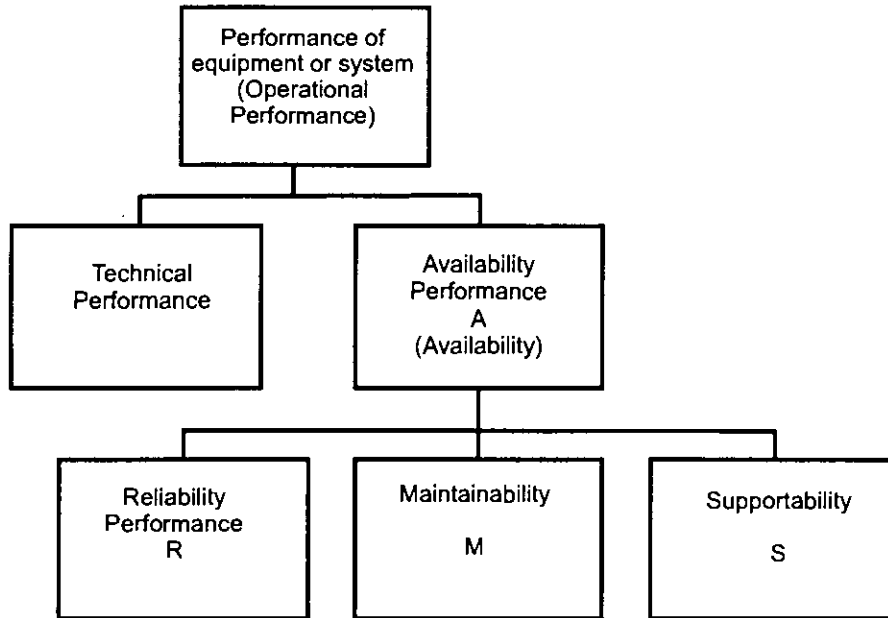 Performance of
equipment or system
(Operational
Performance)
Technical
Performance
Availability
Performance
A
(Availability)
Reliability
Performance
R
Maintainability
M
Supportability
S